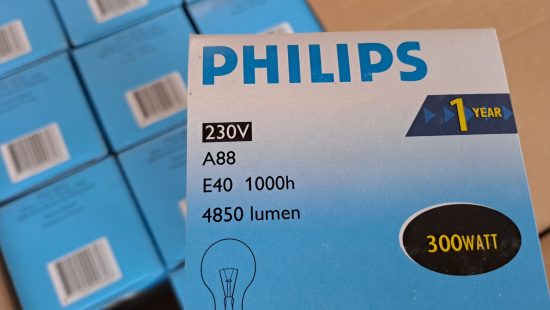 PHILIPS
1 YEAR
230V
A88
E40 1000h
4850 lumen
300WATT